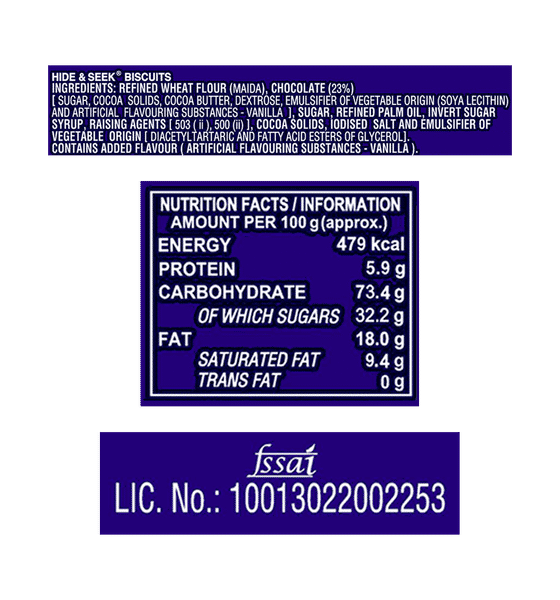 HIDE & SEEK® BISCUITS
INGREDIENTS: REFINED WHEAT FLOUR (MAIDA), CHOCOLATE (23%)
[ SUGAR, COCOA SOLIDS, COCOA BUTTER, DEXTROSE, EMULSIFIER OF VEGETABLE ORIGIN (SOYA LECITHIN)
AND ARTIFICIAL FLAVOURING SUBSTANCES - VANILLA ], SUGAR, REFINED PALM OIL, INVERT SUGAR
SYRUP, RAISING AGENTS [ 503 ( ii ), 500 (ii) ], COCOA SOLIDS, IODISED SALT AND EMULSIFIER OF
VEGETABLE ORIGIN [ DIACETYLTARTARIC AND FATTY ACID ESTERS OF GLYCEROL].
CONTAINS ADDED FLAVOUR ( ARTIFICIAL FLAVOURING SUBSTANCES - VANILLA ).
NUTRITION FACTS / INFORMATION
AMOUNT PER 100 g(approx.)
ENERGY 479 kcal
PROTEIN 5.9 g
CARBOHYDRATE 73.4 g
OF WHICH SUGARS 32.2 g
FAT 18.0 g
SATURATED FAT 9.4 g
TRANS FAT 0 g
fssai
LIC. No.: 10013022002253